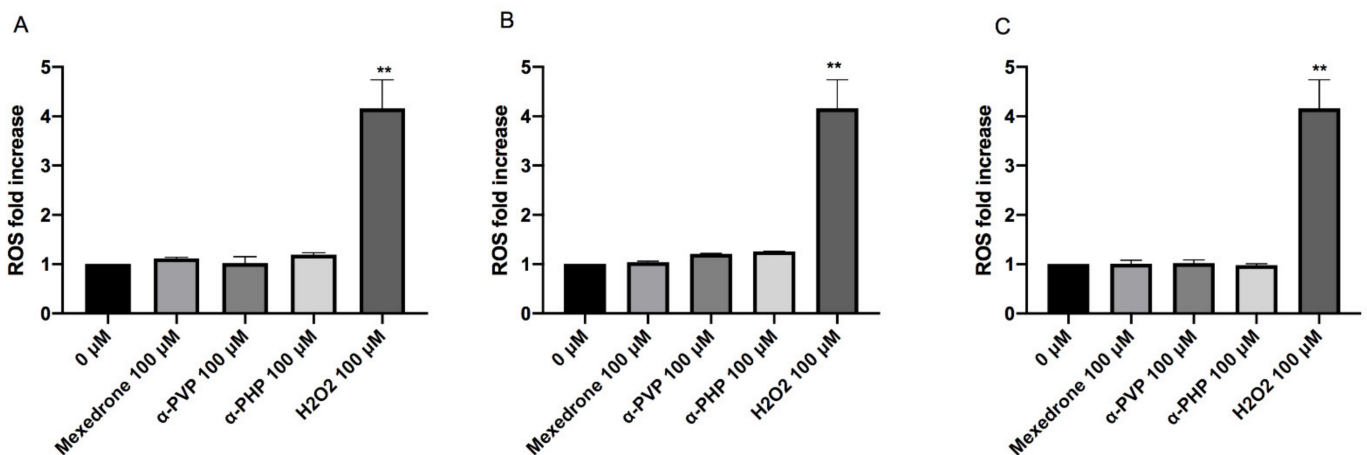 A
ROS fold increase
5
4
3
2
1
0
**
0 µM
Mexedrone 100 µM
α-PVP 100 µM
α-PHP 100 µM
H2O2 100 µM
B
ROS fold increase
5
4
3
2
1
0
**
0 µM
Mexedrone 100 µM
α-PVP 100 µM
α-PHP 100 µM
H2O2 100 µM
C
ROS fold increase
5
4
3
2
1
0
**
0 µM
Mexedrone 100 µM
α-PVP 100 µM
α-PHP 100 µM
H2O2 100 µM